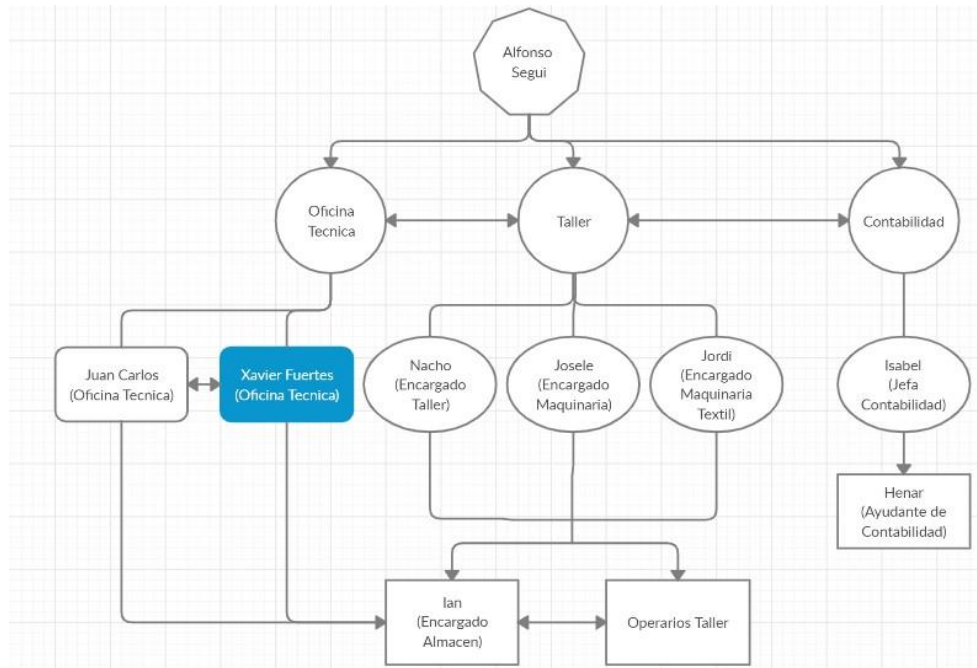 Alfonso
Segui
Oficina
Tecnica
Taller
Contabilidad
Juan Carlos
(Oficina Tecnica)
Xavier Fuertes
(Oficina Tecnica)
Nacho
(Encargado
Taller)
Josele
(Encargado
Maquinaria)
Jordi
(Encargado
Maquinaria
Textil)
Isabel
(Jefa
Contabilidad)
Henar
(Ayudante de
Contabilidad)
Ian
(Encargado
Almacen)
Operarios Taller